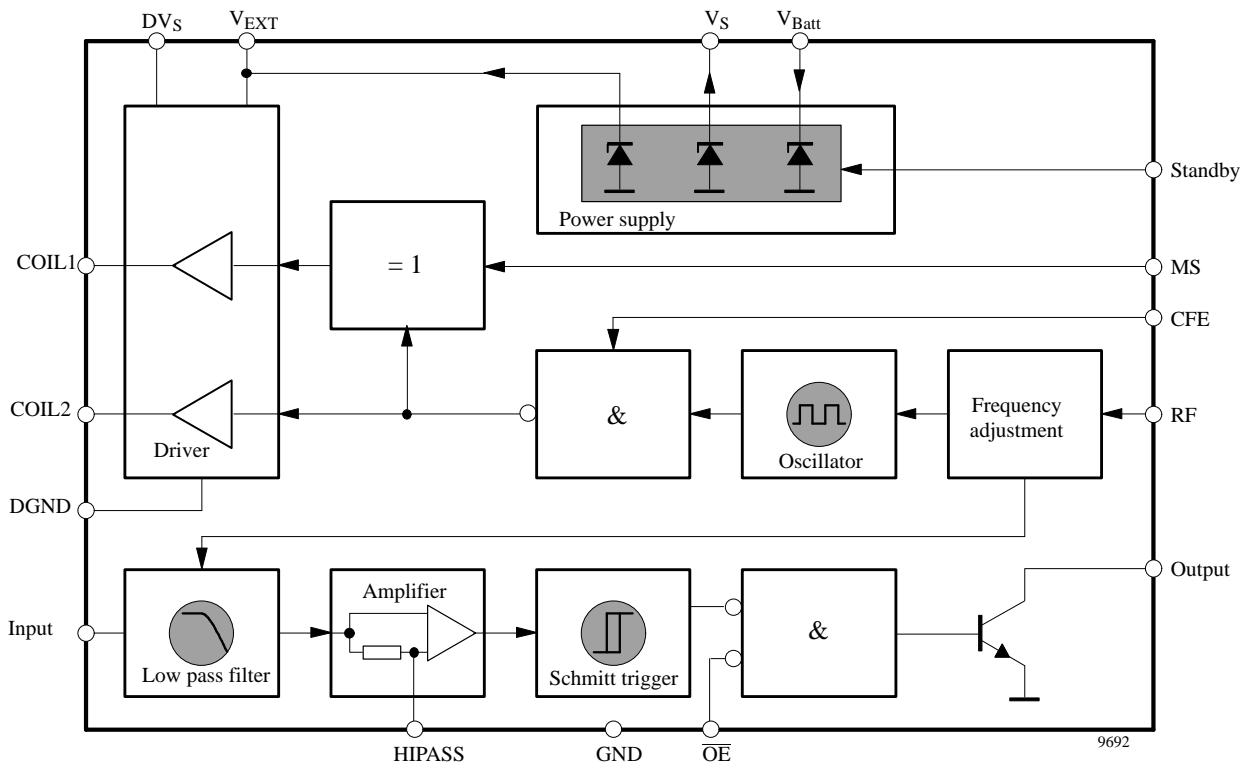 DVS VEXT VS VBatt
Standby
Power supply
COIL1
= 1
MS
CFE
COIL2
&
Frequency
adjustment
RF
Driver
Oscillator
DGND
Output
Amplifier
Input
&
Low pass filter
Schmitt trigger
HIPASS GND O̅E̅
9692